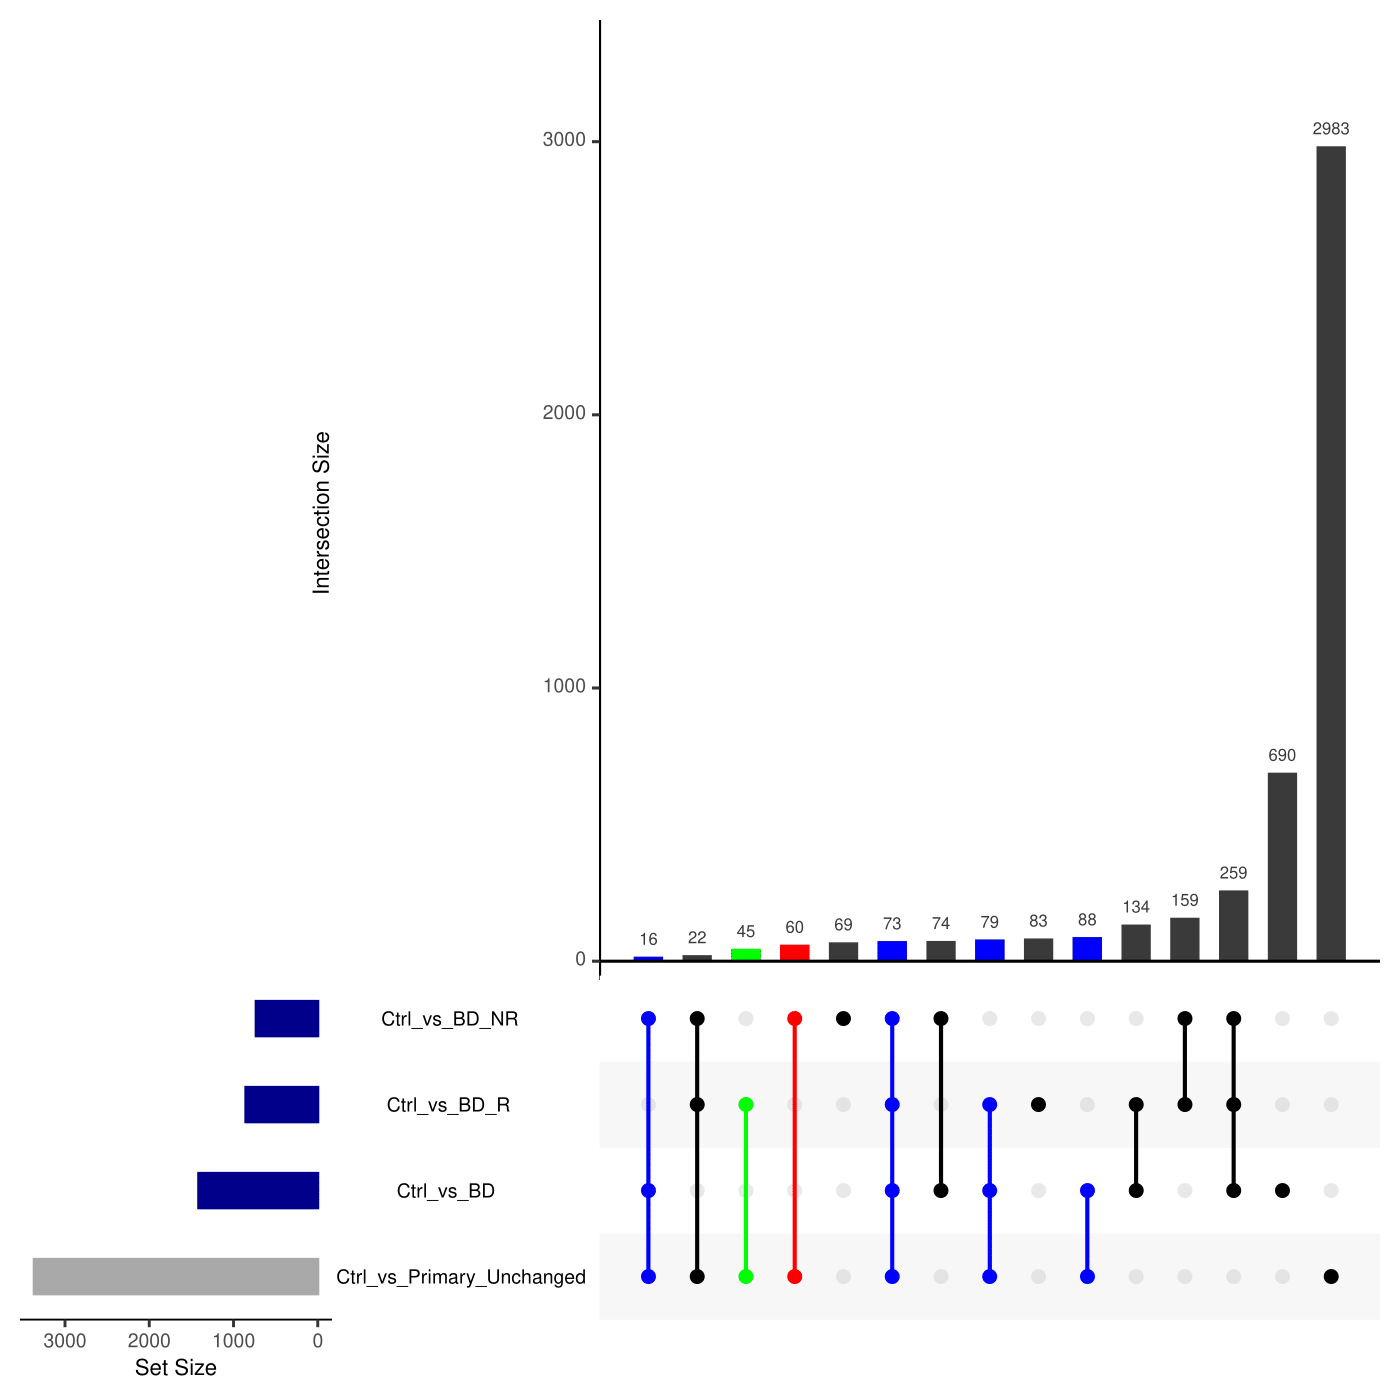 Intersection Size
3000
2000
1000
0
16
22
45
60
69
73
74
79
83
88
134
159
259
690
2983
Ctrl_vs_BD_NR
Ctrl_vs_BD_R
Ctrl_vs_BD
Ctrl_vs_Primary_Unchanged
3000 2000 1000 0
Set Size